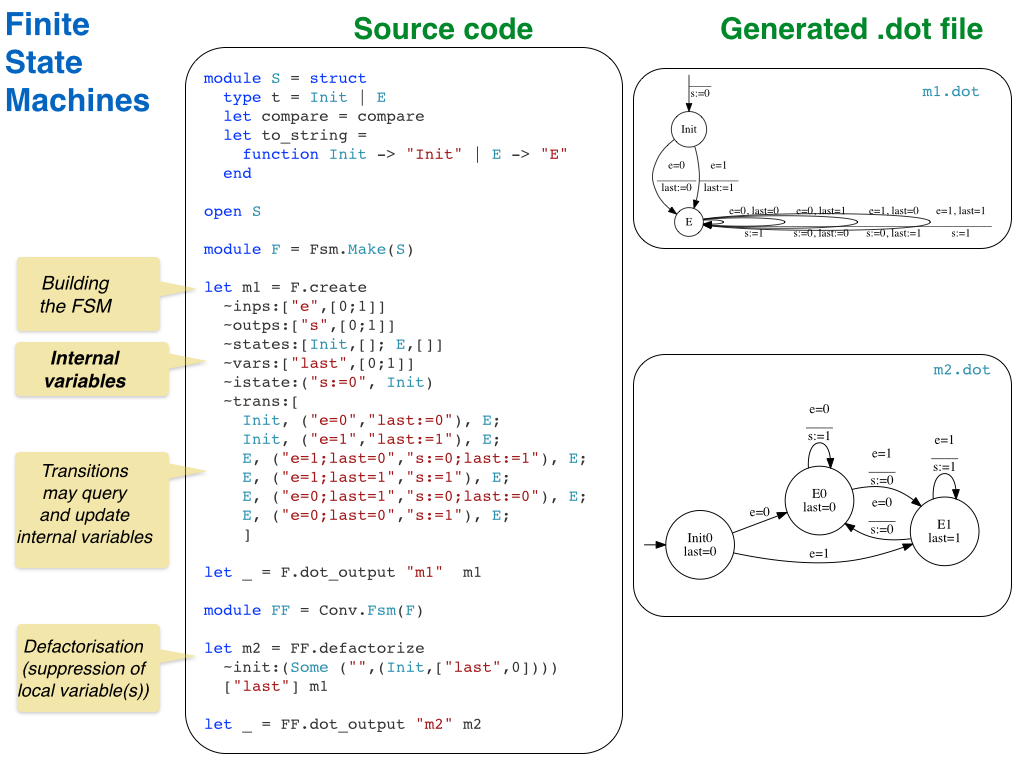 Finite
State
Machines
Source code
Generated .dot file
module S = struct
type t = Init | E
let compare = compare
let to_string =
function Init -> "Init" | E -> "E"
end
open S
module F = Fsm.Make(S)
let m1 = F.create
~inps:["e",[0;1]]
~outps:["s",[0;1]]
~states:[Init,[]; E,[]]
~vars:["last",[0;1]]
~istate:("s:=0", Init)
~trans:[
Init, ("e=0","last:=0"), E;
Init, ("e=1","last:=1"), E;
E, ("e=1;last=0","s:=0;last:=1"), E;
E, ("e=1;last=1","s:=1"), E;
E, ("e=0;last=1","s:=0;last:=0"), E;
E, ("e=0;last=0","s:=1"), E;
]
let _ = F.dot_output "m1"  m1
module FF = Conv.Fsm(F)
let m2 = FF.defactorize
~init:(Some ("",(Init,["last",0])))
["last"] m1
let _ = FF.dot_output "m2" m2
Building
the FSM
Internal
variables
Transitions
may query
and update
internal variables
Defactorisation
(suppression of
local variable(s))
m1.dot
s:=0
Init
e=0
e=1
last:=0
last:=1
E
e=0, last=0
e=0, last=1
e=1, last=0
e=1, last=1
s:=1
s:=0, last:=0
s:=0, last:=1
s:=1
m2.dot
e=0
s:=1
e=1
s:=1
e=1
s:=0
E0
last=0
e=0
s:=0
e=0
E1
last=1
Init0
last=0
e=1